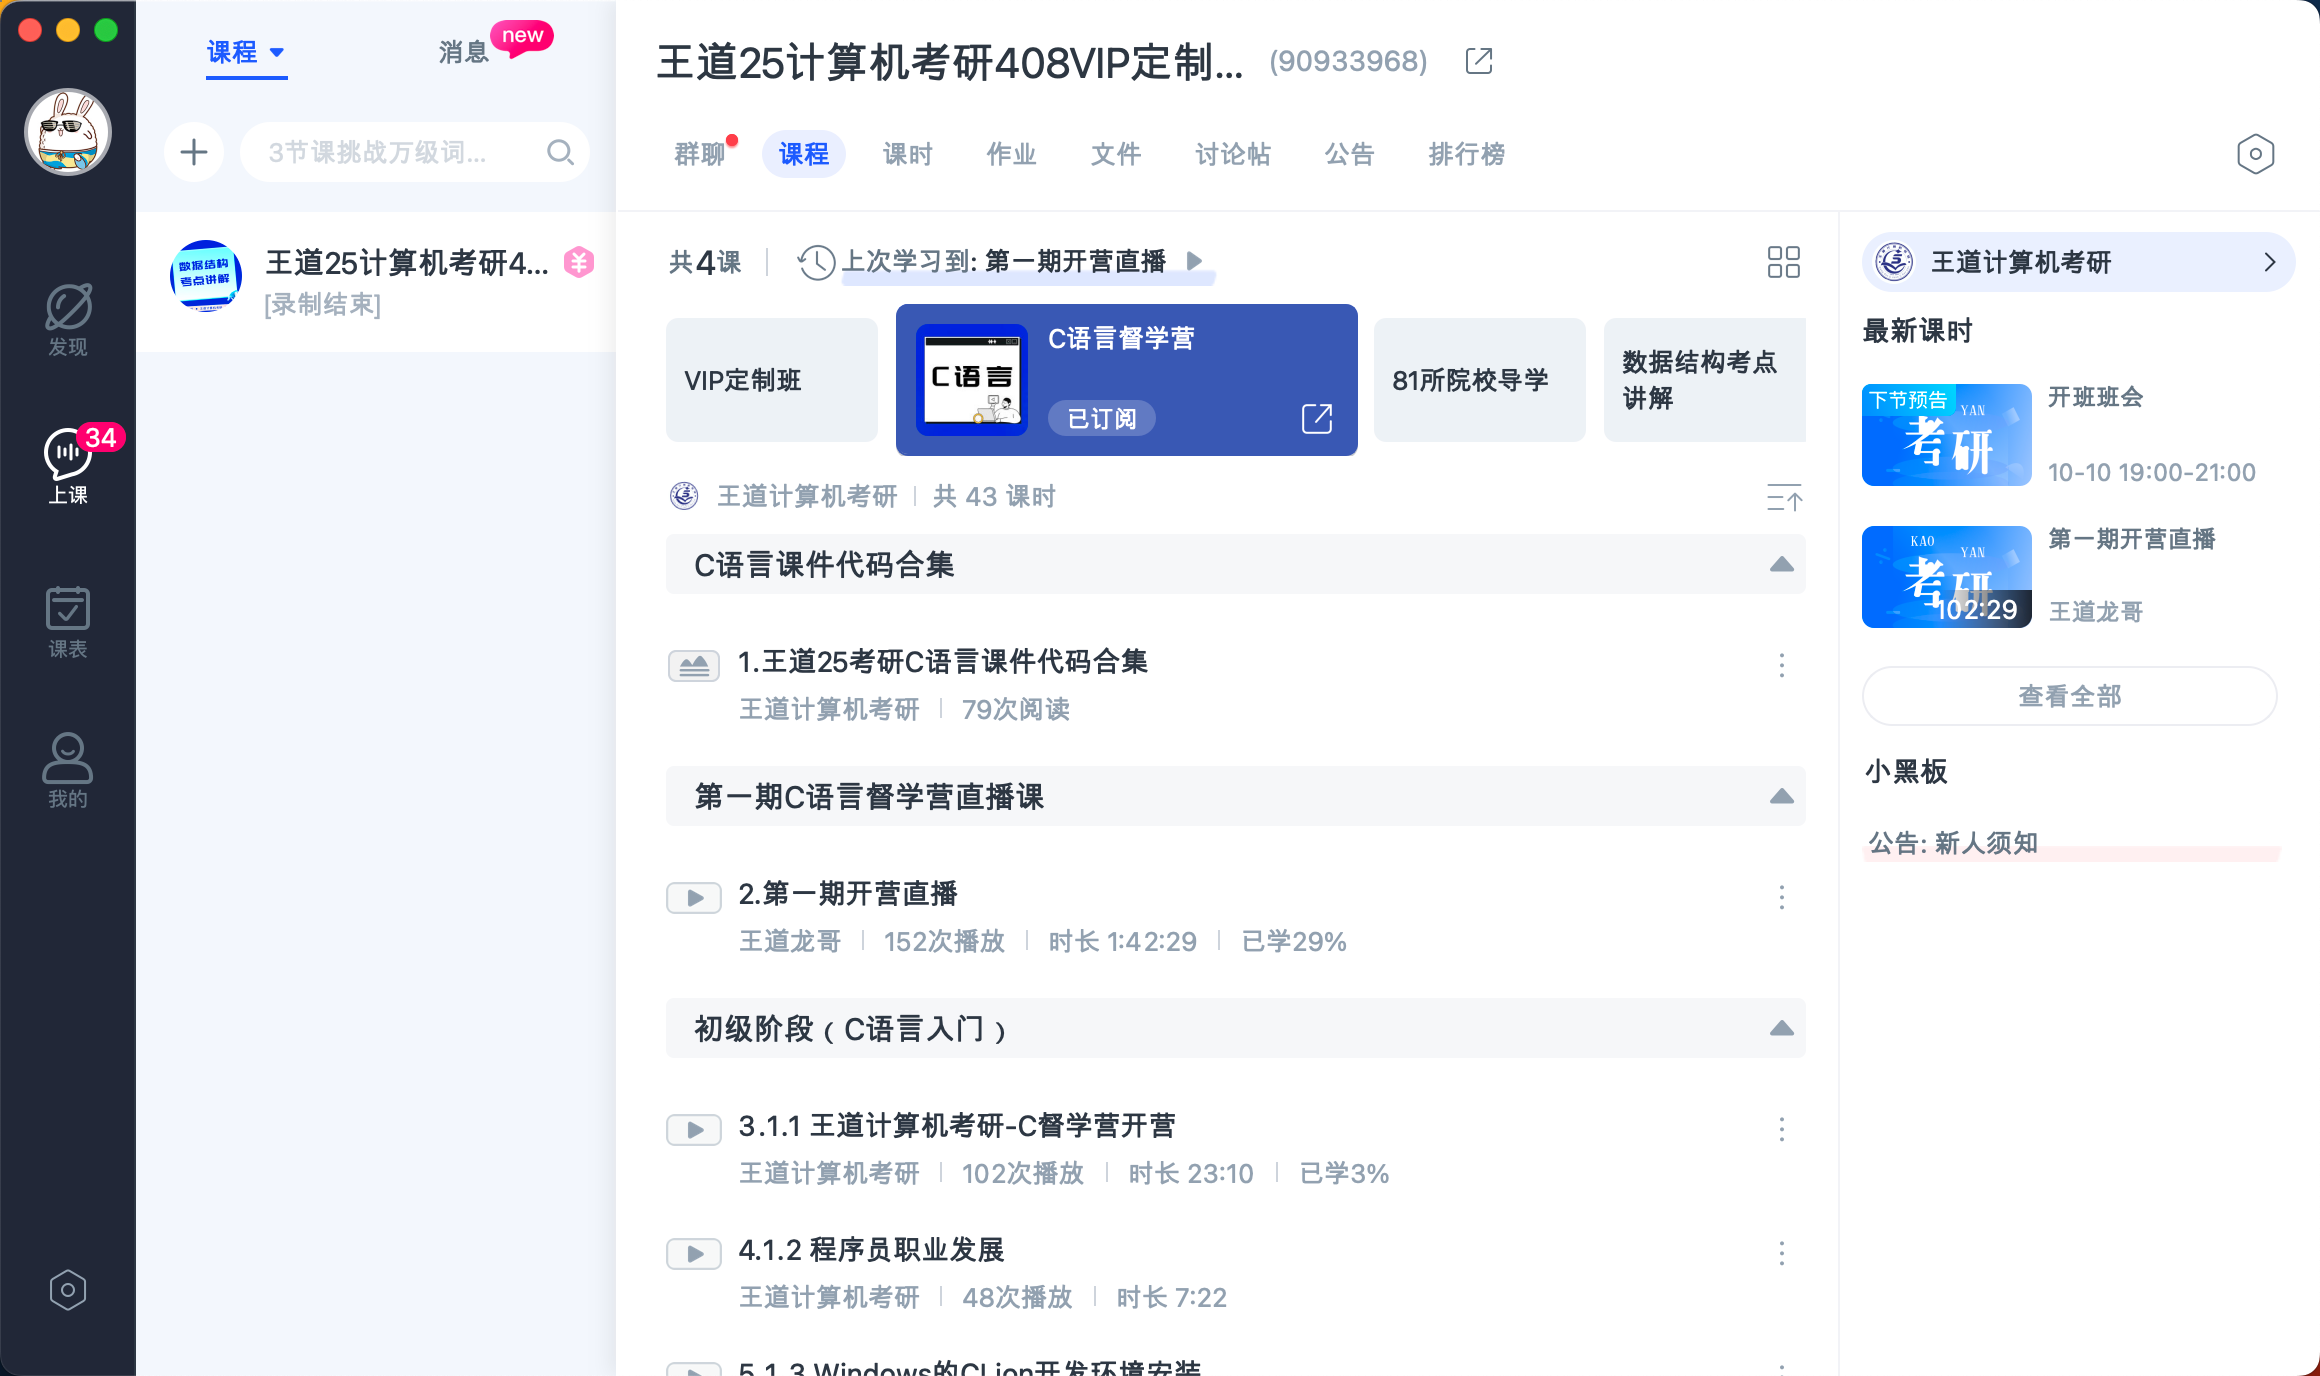 课程
消息
new
3节课挑战万级词...
数据结构
考点讲解
王道25计算机考研4...
[录制结束]
发现
34
上课
课表
我的
王道25计算机考研408VIP定制...
(90933968)
群聊
课程
课时
作业
文件
讨论帖
公告
排行榜
共4课
上次学习到: 第一期开营直播
VIP定制班
C语言
C语言督学营
已订阅
81所院校导学
数据结构考点
讲解
王道计算机考研
共 43 课时
C语言课件代码合集
1.王道25考研C语言课件代码合集
王道计算机考研
79次阅读
第一期C语言督学营直播课
2.第一期开营直播
王道龙哥
152次播放
时长 1:42:29
已学29%
初级阶段（C语言入门）
3.1.1 王道计算机考研-C督学营开营
王道计算机考研
102次播放
时长 23:10
已学3%
4.1.2 程序员职业发展
王道计算机考研
48次播放
时长 7:22
5.1.3 Windows的CLion开发环境安装
王道计算机考研
最新课时
下节预告
YAN
考研
开班班会
10-10 19:00-21:00
KAO
YAN
考研
102:29
第一期开营直播
王道龙哥
查看全部
小黑板
公告: 新人须知